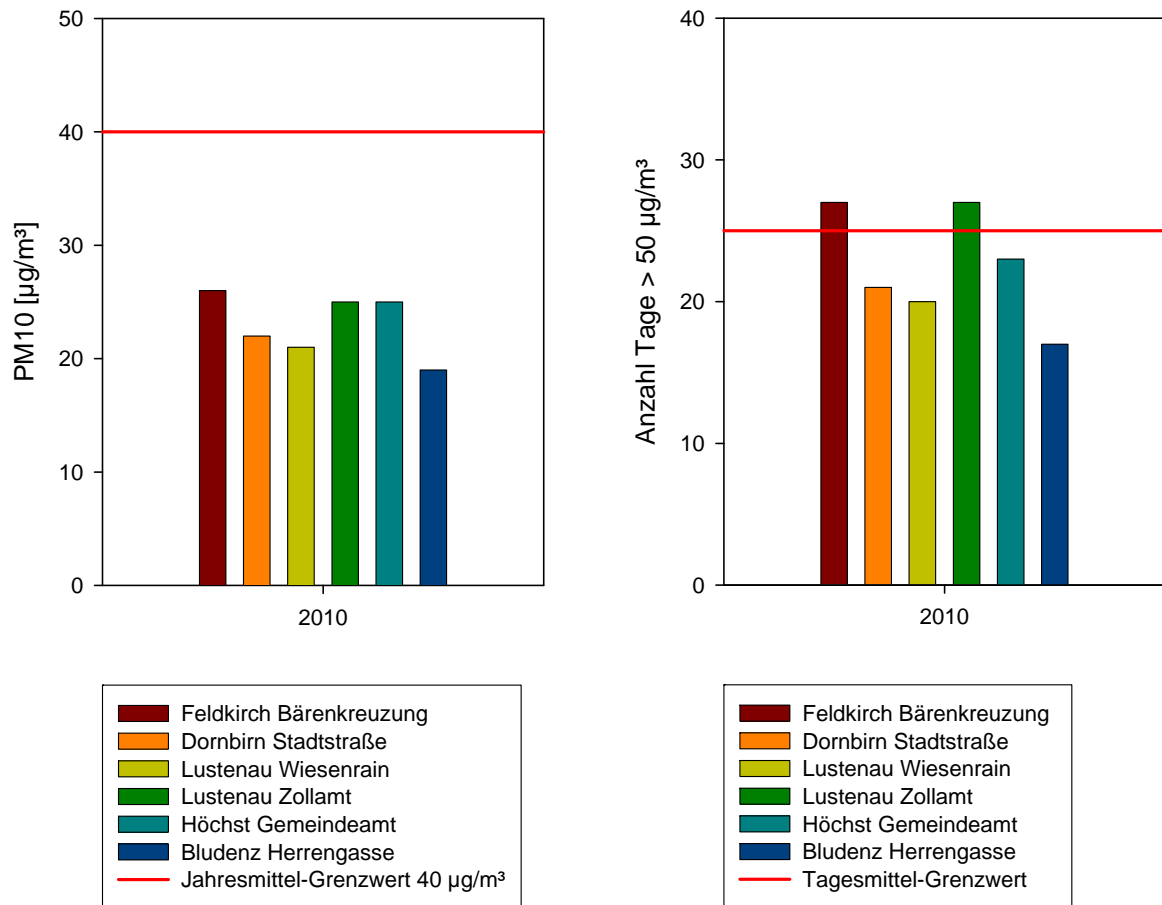 PM10 [µg/m³]
50
40
30
20
10
0
2010
Feldkirch Bärenkreuzung
Dornbirn Stadtstraße
Lustenau Wiesenrain
Lustenau Zollamt
Höchst Gemeindeamt
Bludenz Herrengasse
Jahresmittel-Grenzwert 40 µg/m³
Anzahl Tage > 50 µg/m³
40
30
20
10
0
2010
Feldkirch Bärenkreuzung
Dornbirn Stadtstraße
Lustenau Wiesenrain
Lustenau Zollamt
Höchst Gemeindeamt
Bludenz Herrengasse
Tagesmittel-Grenzwert